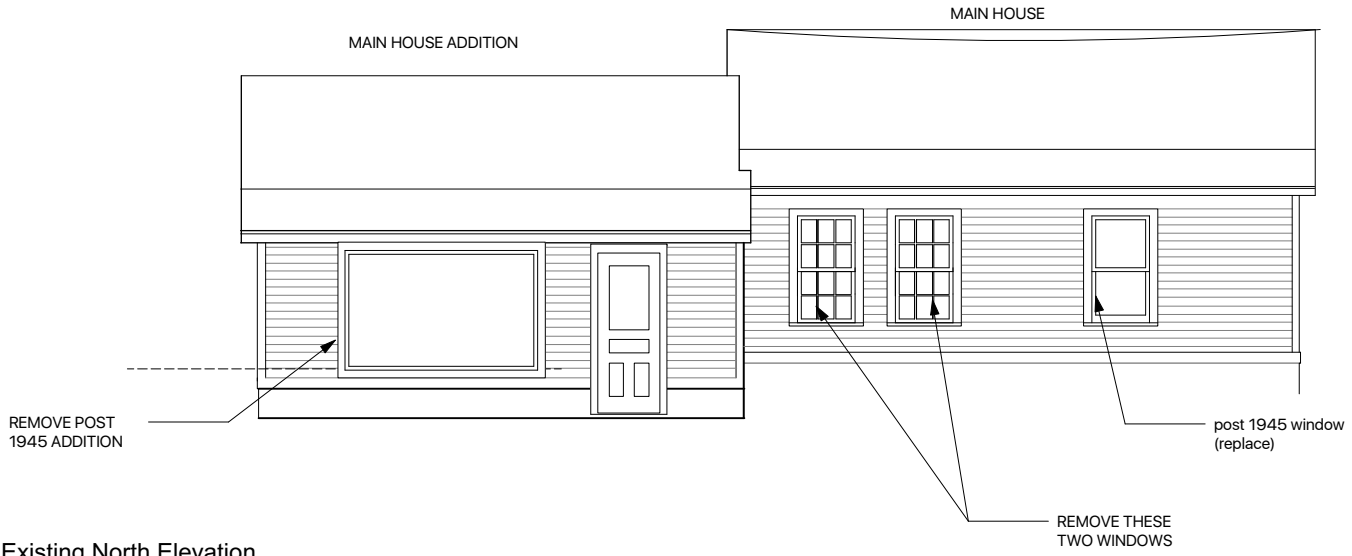 MAIN HOUSE
MAIN HOUSE ADDITION
REMOVE POST
1945 ADDITION
post 1945 window
(replace)
REMOVE THESE
TWO WINDOWS
Existing North Elevation